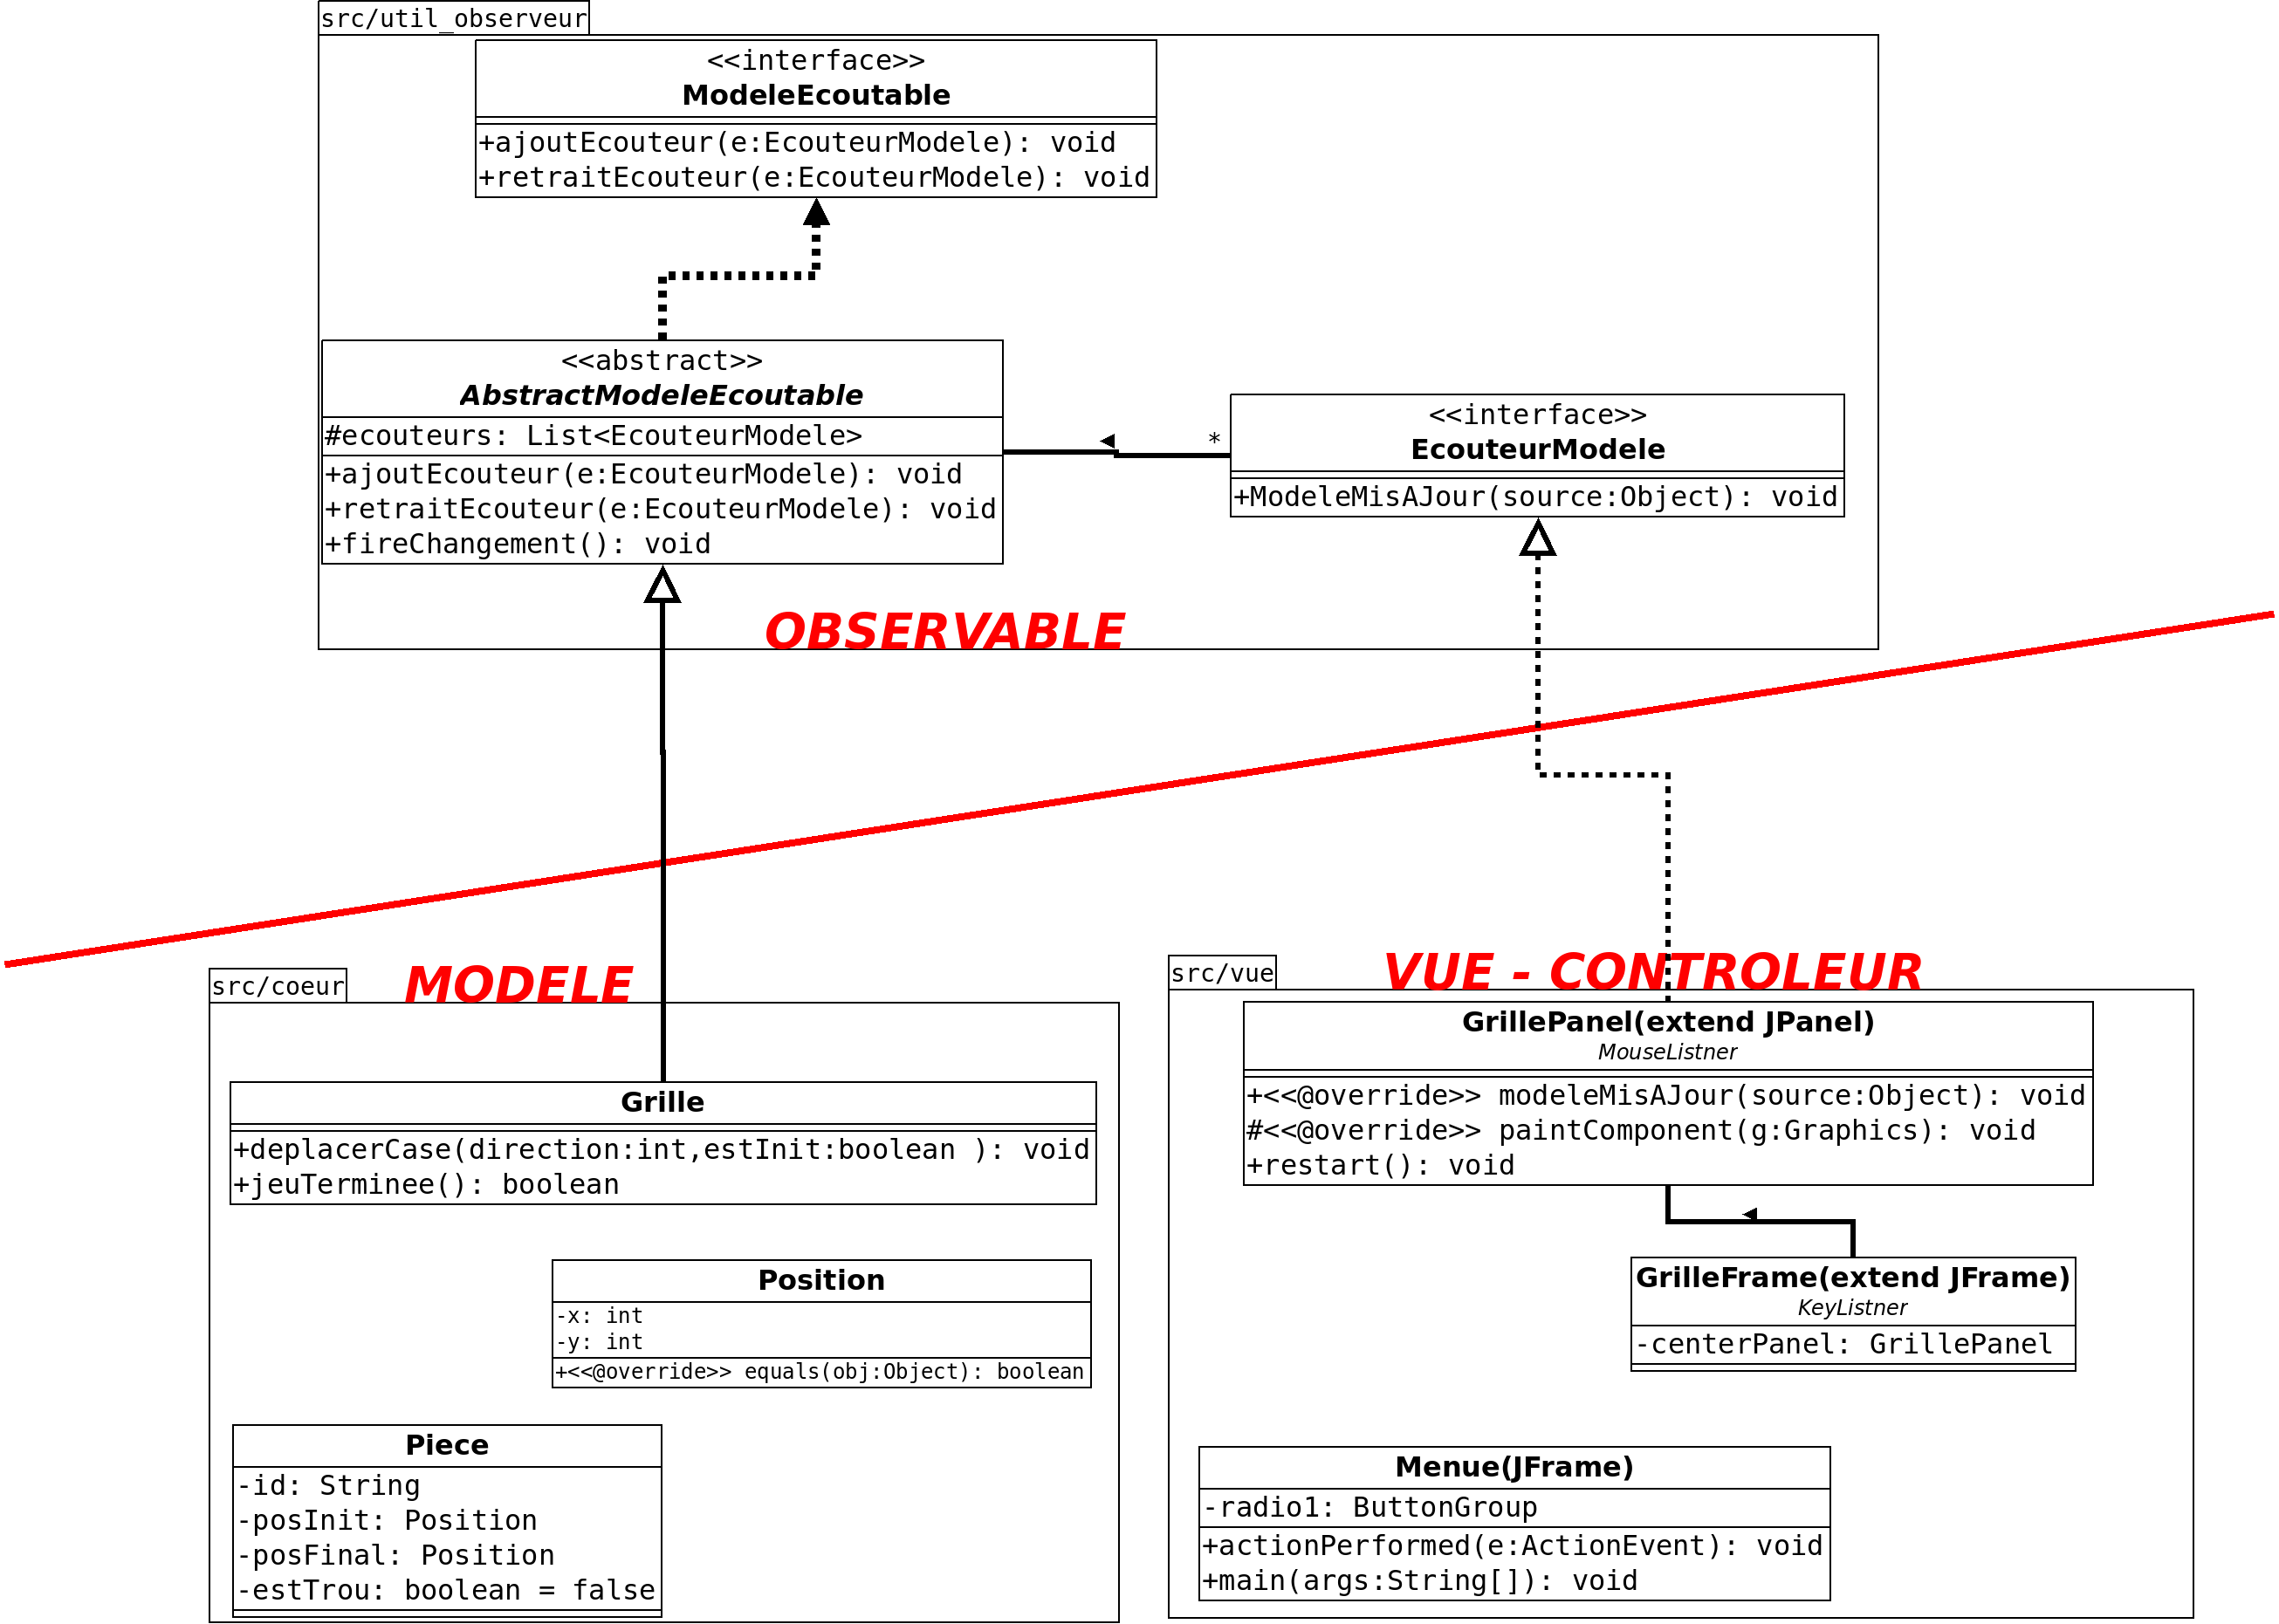 src/util_observeur
<<interface>>
ModeleEcoutable
+ajoutEcouteur(e:EcouteurModele): void
+retraitEcouteur(e:EcouteurModele): void
<<abstract>>
AbstractModeleEcoutable
#ecouteurs: List<EcouteurModele>
+ajoutEcouteur(e:EcouteurModele): void
+retraitEcouteur(e:EcouteurModele): void
+fireChangement(): void
*
<<interface>>
EcouteurModele
+ModeleMisAJour(source:Object): void
OBSERVABLE
MODELE
src/coeur
Grille
+deplacerCase(direction:int,estInit:boolean ): void
+jeuTerminee(): boolean
Position
-x: int
-y: int
+<<@override>> equals(obj:Object): boolean
Piece
-id: String
-posInit: Position
-posFinal: Position
-estTrou: boolean = false
VUE - CONTROLEUR
src/vue
GrillePanel(extend JPanel)
MouseListner
+<<@override>> modeleMisAJour(source:Object): void
#<<@override>> paintComponent(g:Graphics): void
+restart(): void
GrilleFrame(extend JFrame)
KeyListner
-centerPanel: GrillePanel
Menue(JFrame)
-radio1: ButtonGroup
+actionPerformed(e:ActionEvent): void
+main(args:String[]): void